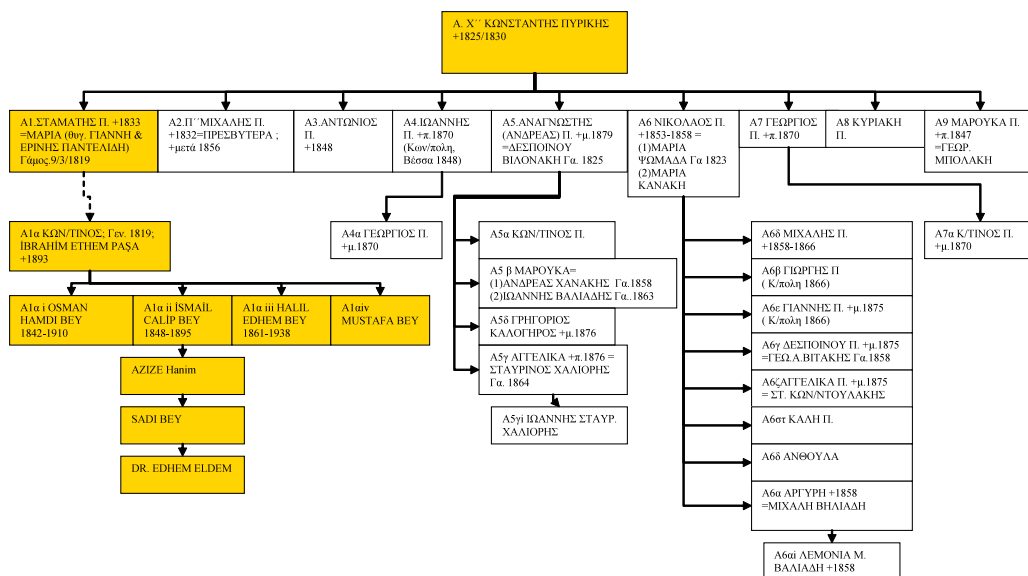 Α. Χ΄΄ ΚΩΝΣΤΑΝΤΗΣ ΠΥΡΙΚΗΣ
+1825/1830
Α1.ΣΤΑΜΑΤΗΣ Π. +1833
=ΜΑΡΙΑ (θυγ. ΓΙΑΝΝΗ &
ΕΡΙΝΗΣ ΠΑΝΤΕΛΙΔΗ)
Γάμος.9/3/1819
Α2.Π΄΄ΜΙΧΑΛΗΣ Π.
+1832=ΠΡΕΣΒΥΤΕΡΑ ;
+μετά 1856
Α3.ΑΝΤΩΝΙΟΣ
Π.
+1848
Α4.ΙΩΑΝΝΗΣ
Π. +π.1870
(Κων/πολη,
Βέσσα 1848)
Α5.ΑΝΑΓΝΩΣΤΗΣ
(ΑΝΔΡΕΑΣ) Π. +μ.1879
=ΔΕΣΠΟΙΝΟΥ
ΒΙΛΟΝΑΚΗ Γα. 1825
Α6 ΝΙΚΟΛΑΟΣ Π.
+1853-1858 =
(1)ΜΑΡΙΑ
ΨΩΜΑΔΑ Γα 1823
(2)ΜΑΡΙΑ
ΚΑΝΑΚΗ
Α7 ΓΕΩΡΓΙΟΣ
Π. +π.1870
Α8 ΚΥΡΙΑΚΗ
Π.
Α9 ΜΑΡΟΥΚΑ Π.
+π.1847
=ΓΕΩΡ.
ΜΠΟΛΑΚΗ
Α1α ΚΩΝ/ΤΙΝΟΣ; Γεν. 1819;
İBRAHİM ETHEM PAŞA
+1893
Α4α ΓΕΩΡΓΙΟΣ Π.
+μ.1870
Α5α ΚΩΝ/ΤΙΝΟΣ Π.
Α6δ ΜΙΧΑΛΗΣ Π.
+1858-1866
Α7α Κ/ΤΙΝΟΣ Π.
+μ.1870
Α5 β ΜΑΡΟΥΚΑ=
(1)ΑΝΔΡΕΑΣ ΧΑΝΑΚΗΣ Γα.1858
(2)ΙΩΑΝΝΗΣ ΒΑΛΙΑΔΗΣ Γα..1863
Α6β ΓΙΩΡΓΗΣ Π
( Κ/πολη 1866)
Α1α i OSMAN
HAMDI BEY
1842-1910
Α1α ii İSMAİL
CALİP BEY
1848-1895
Α1α iii HALIL
EDHEM BEY
1861-1938
Α1αiv
MUSTAFA BEY
Α5δ ΓΡΗΓΟΡΙΟΣ
ΚΑΛΟΓΗΡΟΣ +μ.1876
Α6ε ΓΙΑΝΝΗΣ Π. +μ.1875
( Κ/πολη 1866)
Α5γ ΑΓΓΕΛΙΚΑ +π.1876 =
ΣΤΑΥΡΙΝΟΣ ΧΑΛΙΟΡΗΣ
Γα. 1864
Α6γ ΔΕΣΠΟΙΝΟΥ Π. +μ.1875
=ΓΕΩ.Α.ΒΙΤΑΚΗΣ Γα.1858
AZIZE Hanim
Α6ζΑΓΓΕΛΙΚΑ Π. +μ.1875
= ΣΤ. ΚΩΝ/ΝΤΟΥΛΑΚΗΣ
SADI BEY
Α5γi ΙΩΑΝΝΗΣ ΣΤΑΥΡ.
ΧΑΛΙΟΡΗΣ
Α6στ ΚΑΛΗ Π.
DR. EDHEM ELDEM
Α6δ ΑΝΘΟΥΛΑ
Α6α ΑΡΓΥΡΗ +1858
=ΜΙΧΑΛΗ ΒΗΛΙΑΔΗ
Α6αi ΛΕΜΟΝΙΑ Μ.
ΒΑΛΙΑΔΗ +1858